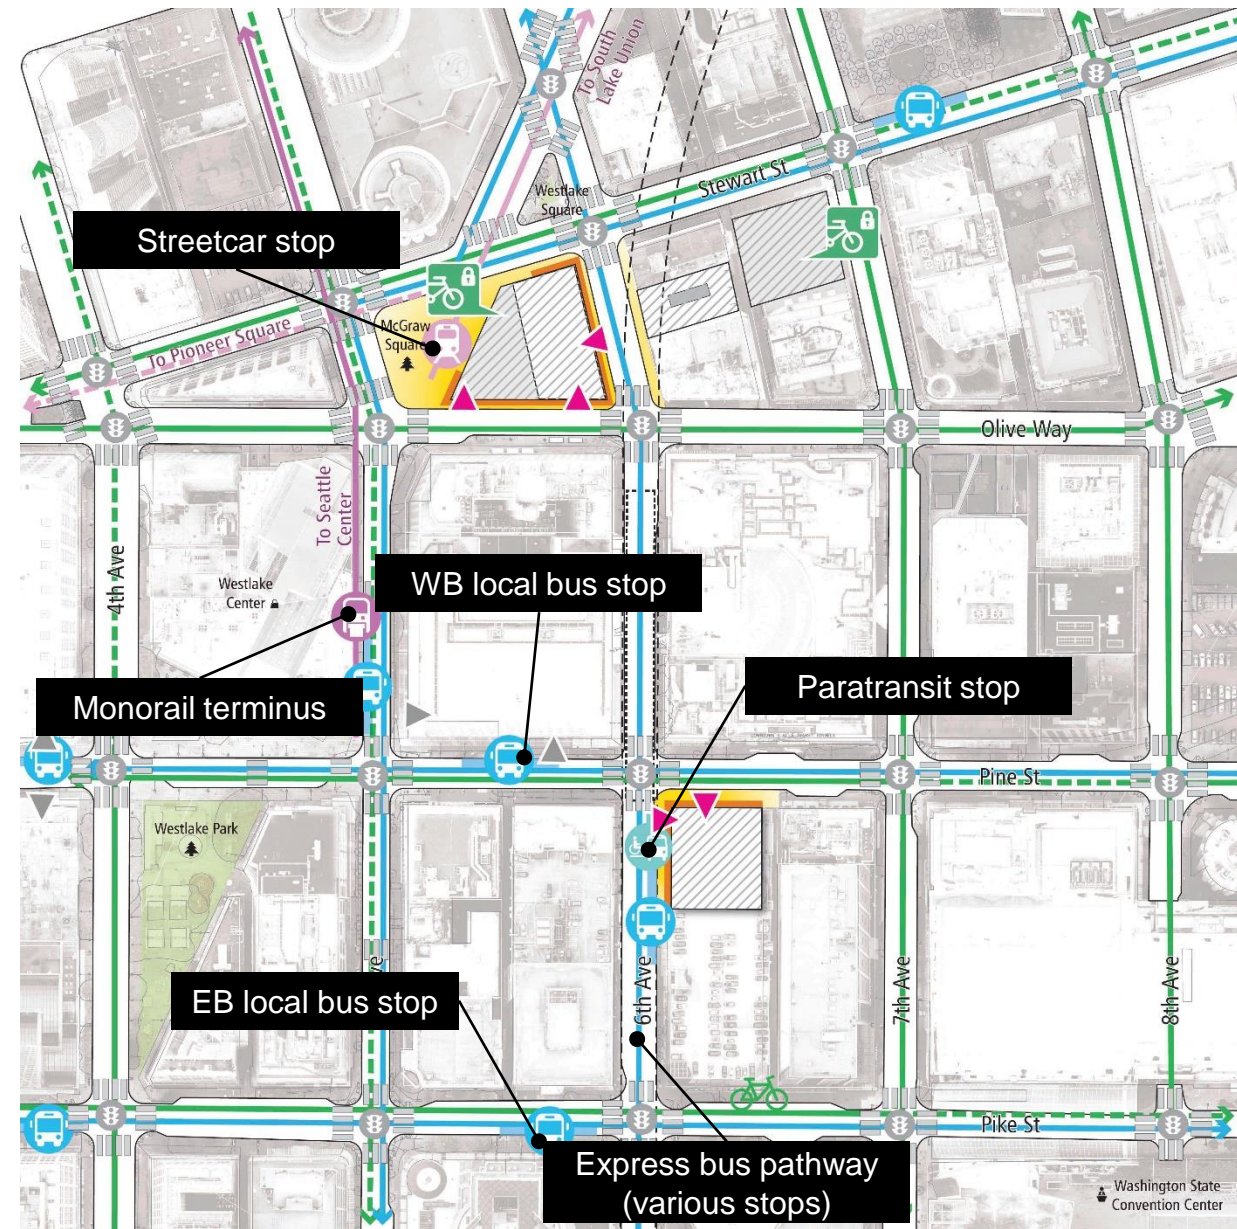 To South
Lake Union
Westlake
Square
Stewart St
Streetcar stop
McGraw
Square
To Pioneer Square
Olive Way
To Seattle
Center
4th Ave
Westlake
Center
WB local bus stop
Monorail terminus
Paratransit stop
Pine St
Westlake Park
EB local bus stop
Ave
6th Ave
7th Ave
8th Ave
Pike St
Express bus pathway
(various stops)
Washington State
Convention Center